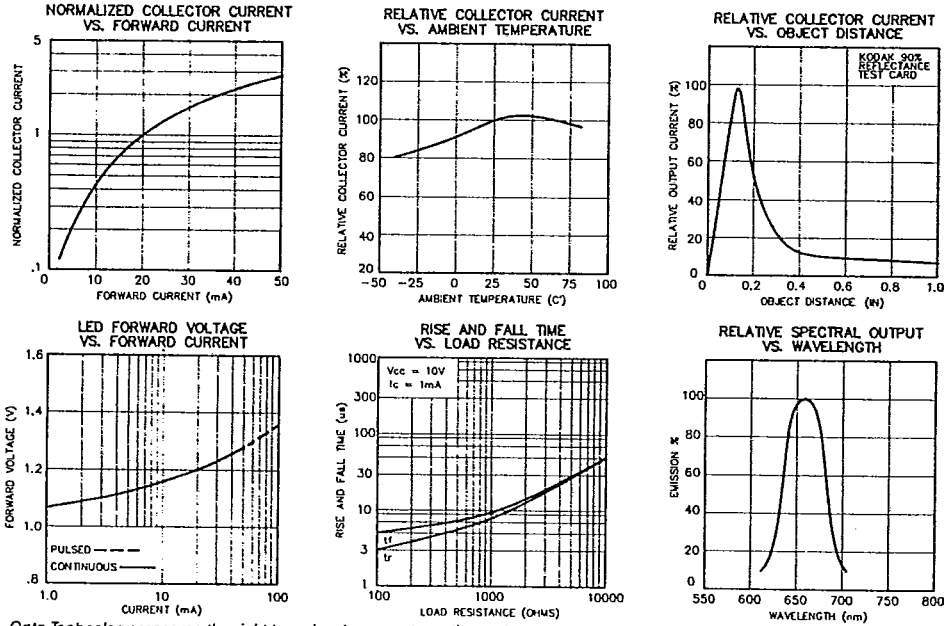 NORMALIZED COLLECTOR CURRENT
VS. FORWARD CURRENT
NORMALIZED COLLECTOR CURRENT
5
1
.1
0 10 20 30 40 50
FORWARD CURRENT (mA)
RELATIVE COLLECTOR CURRENT
VS. AMBIENT TEMPERATURE
RELATIVE COLLECTOR CURRENT (%)
120
100
80
60
40
20
-50 -25 0 25 50 75 100
AMBIENT TEMPERATURE (C°)
RELATIVE COLLECTOR CURRENT
VS. OBJECT DISTANCE
KODAK 90%
REFLECTANCE
TEST CARD
RELATIVE OUTPUT CURRENT (%)
100
80
60
40
20
0
0 0.2 0.4 0.6 0.8 1.0
OBJECT DISTANCE (IN)
LED FORWARD VOLTAGE
VS. FORWARD CURRENT
FORWARD VOLTAGE (V)
1.6
1.4
1.2
1.0
.8
PULSED
CONTINUOUS
1.0 10 100
CURRENT (mA)
RISE AND FALL TIME
VS. LOAD RESISTANCE
Vcc = 10V
Ic = 1mA
RISE AND FALL TIME (us)
1000
300
100
30
10
3
1
tf
tr
100 1000 10000
LOAD RESISTANCE (OHMS)
RELATIVE SPECTRAL OUTPUT
VS. WAVELENGTH
EMISSION %
100
80
60
40
20
0
550 600 650 700 750 800
WAVELENGTH (nm)